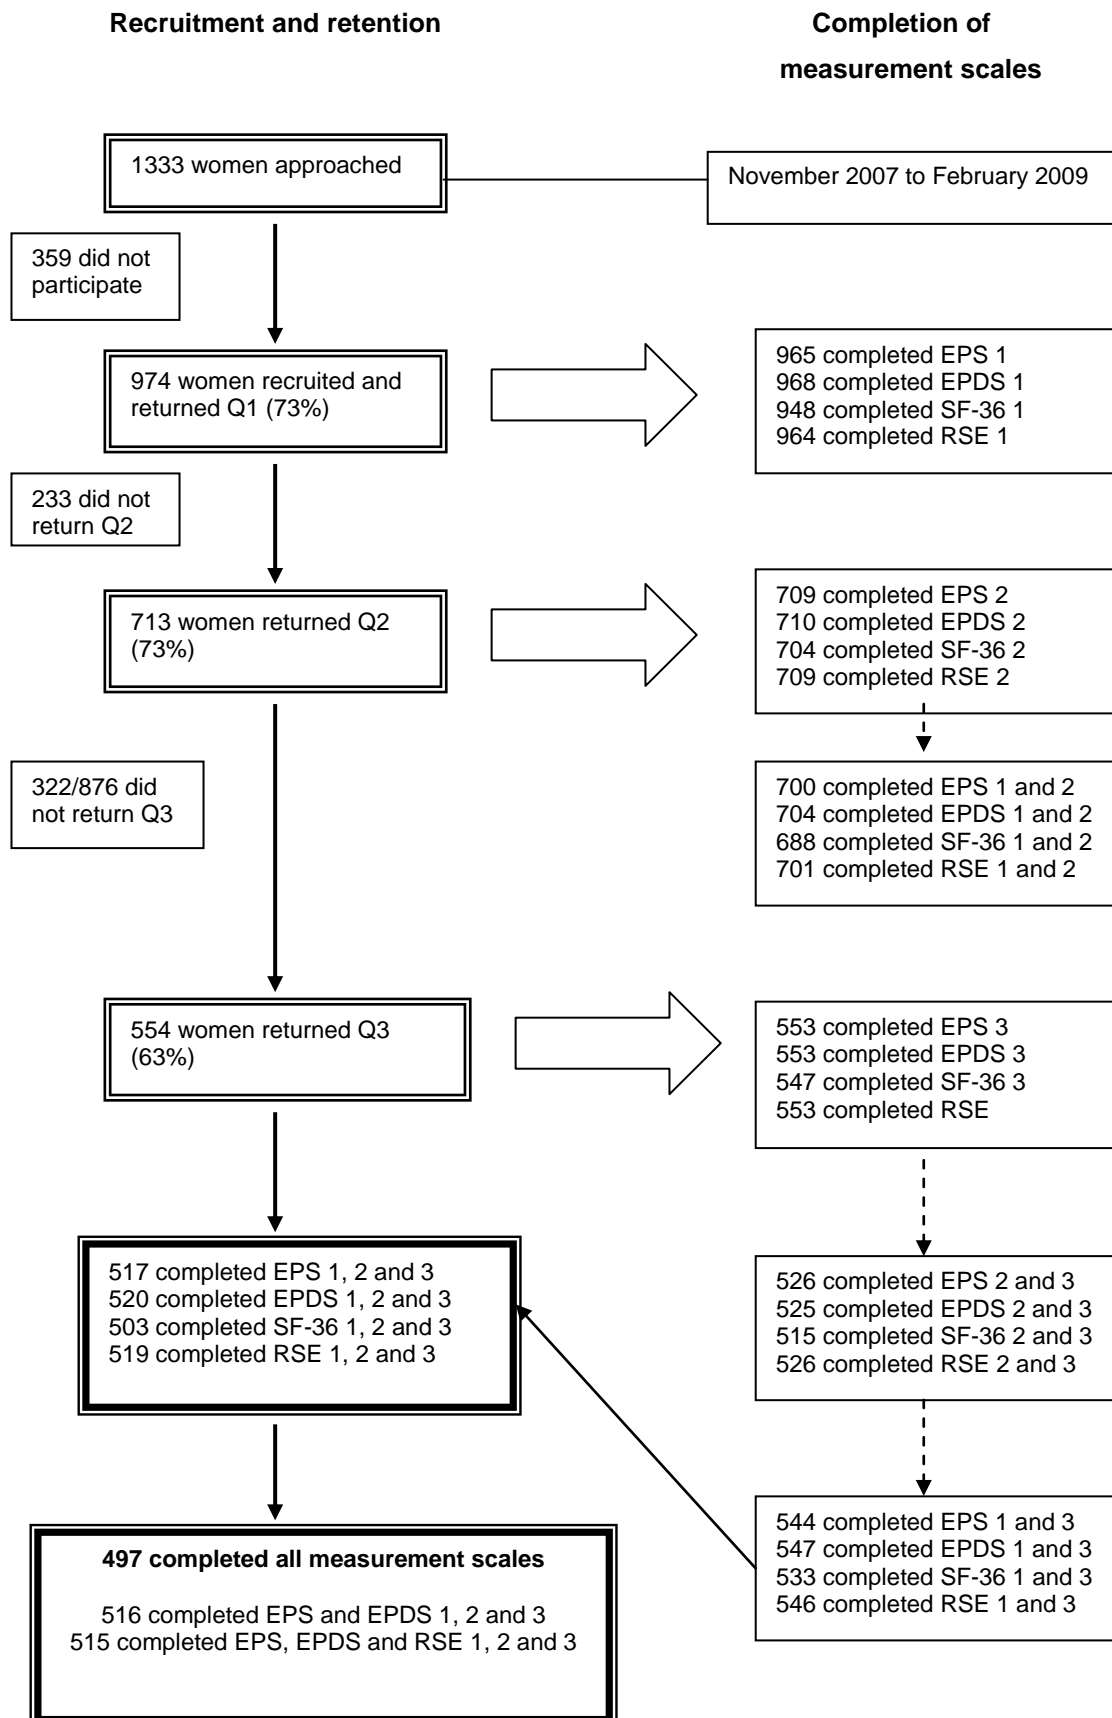 Recruitment and retention
Completion of
measurement scales
1333 women approached
November 2007 to February 2009
359 did not
participate
974 women recruited and
returned Q1 (73%)
965 completed EPS 1
968 completed EPDS 1
948 completed SF-36 1
964 completed RSE 1
233 did not
return Q2
713 women returned Q2
(73%)
709 completed EPS 2
710 completed EPDS 2
704 completed SF-36 2
709 completed RSE 2
322/876 did
not return Q3
700 completed EPS 1 and 2
704 completed EPDS 1 and 2
688 completed SF-36 1 and 2
701 completed RSE 1 and 2
554 women returned Q3
(63%)
553 completed EPS 3
553 completed EPDS 3
547 completed SF-36 3
553 completed RSE
517 completed EPS 1, 2 and 3
520 completed EPDS 1, 2 and 3
503 completed SF-36 1, 2 and 3
519 completed RSE 1, 2 and 3
526 completed EPS 2 and 3
525 completed EPDS 2 and 3
515 completed SF-36 2 and 3
526 completed RSE 2 and 3
544 completed EPS 1 and 3
547 completed EPDS 1 and 3
533 completed SF-36 1 and 3
546 completed RSE 1 and 3
497 completed all measurement scales
516 completed EPS and EPDS 1, 2 and 3
515 completed EPS, EPDS and RSE 1, 2 and 3